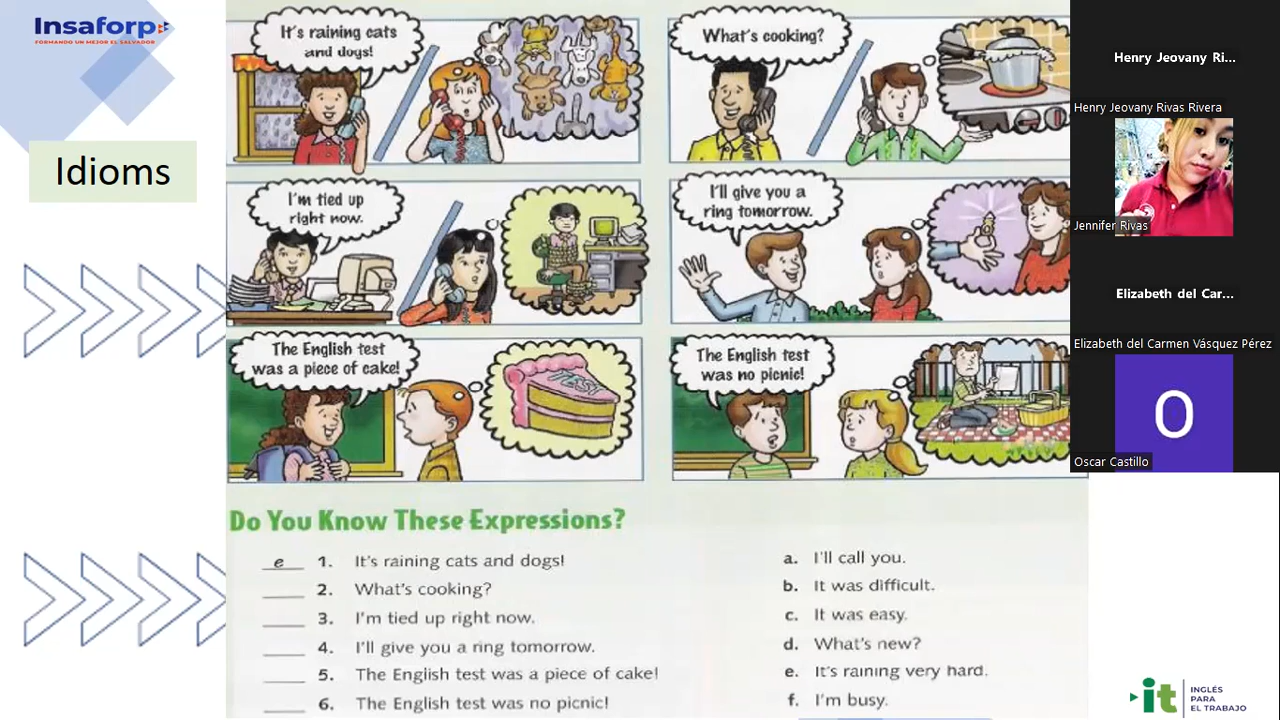 Insaforp
FORMANDO UN MEJOR EL SALVADOR
Idioms
It's raining cats
and dogs!
What's cooking?
I'm tied up
right now.
I'll give you a
ring tomorrow.
The English test
was a piece of cake!
TEST
The English test
was no picnic!
Do You Know These Expressions?
e 1. It's raining cats and dogs!
2. What's cooking?
3. I'm tied up right now.
4. I'll give you a ring tomorrow.
5. The English test was a piece of cake!
6. The English test was no picnic!
a. I'll call you.
b. It was difficult.
c. It was easy.
d. What's new?
e. It's raining very hard.
f. I'm busy.
Henry Jeovany Ri...
Henry Jeovany Rivas Rivera
Jennifer Rivas
Elizabeth del Car...
Elizabeth del Carmen Vásquez Pérez
O
Oscar Castillo
it
INGLÉS
PARA
EL TRABAJO